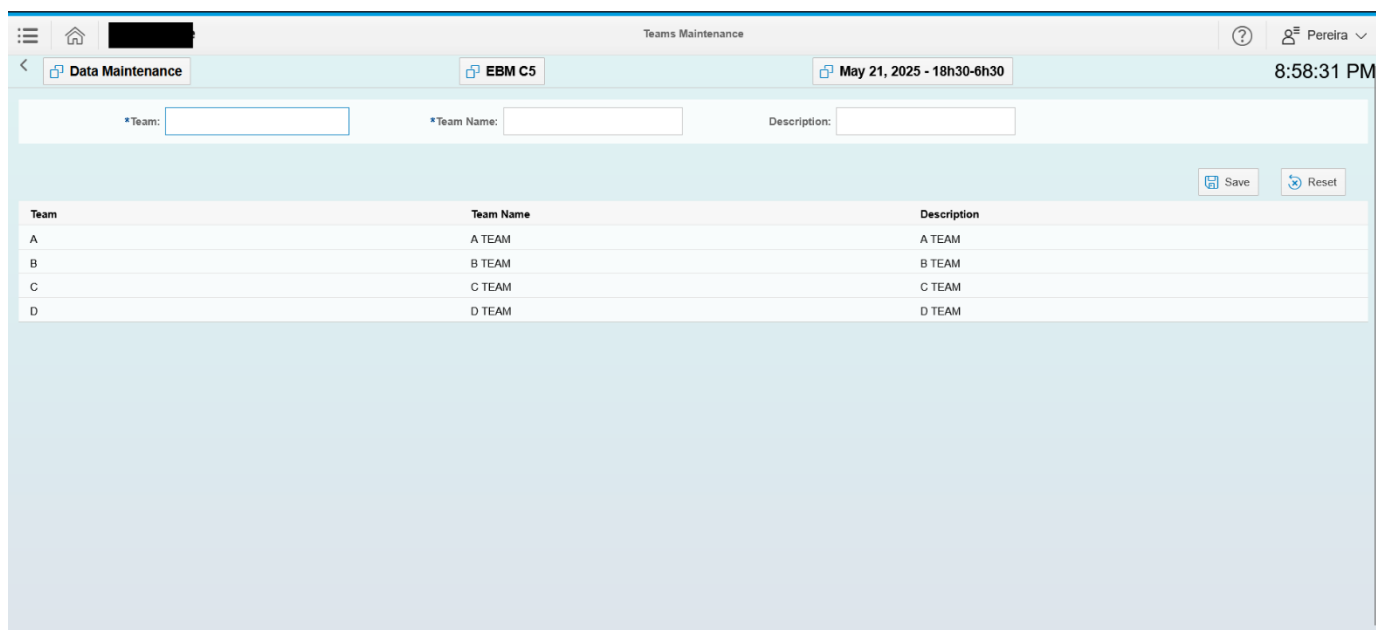 Teams Maintenance
Pereira
Data Maintenance
EBM C5
May 21, 2025 - 18h30-6h30
8:58:31 PM
*Team:
*Team Name:
Description:
Save
Reset
Team Team Name Description
A A TEAM A TEAM
B B TEAM B TEAM
C C TEAM C TEAM
D D TEAM D TEAM